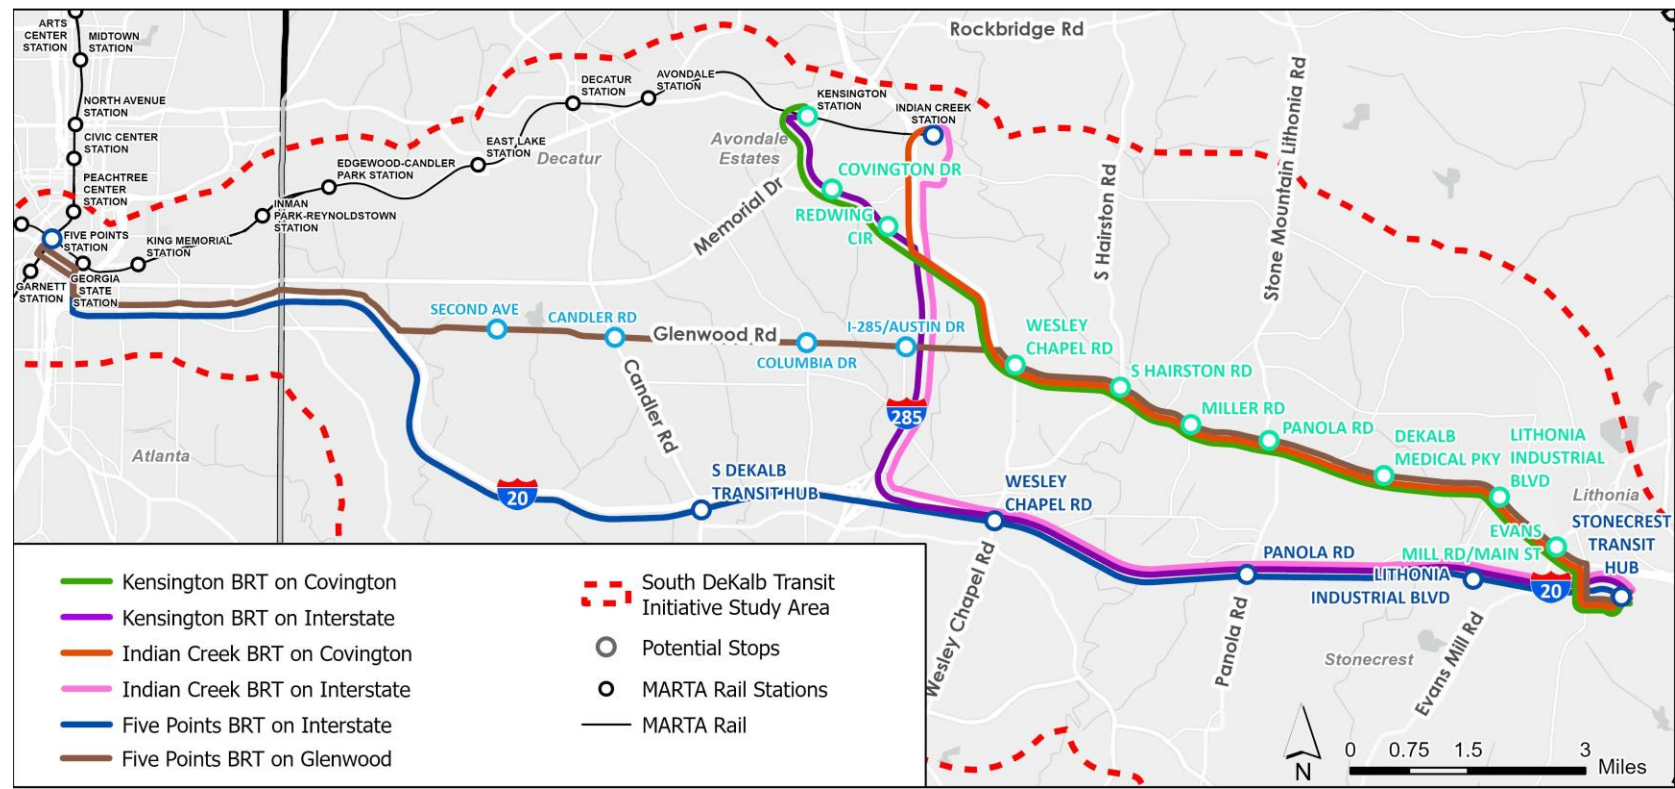 ARTS
CENTER
STATION
MIDTOWN
STATION
NORTH AVENUE
STATION
CIVIC CENTER
STATION
PEACHTREE
CENTER
STATION
FIVE POINTS
STATION
GARNETT
STATION
GEORGIA
STATE
STATION
KING MEMORIAL
STATION
INMAN
PARK-REYNOLDSTOWN
STATION
EDGEWOOD-CANDLER
PARK STATION
EAST LAKE
STATION
DECATUR
STATION
AVONDALE
STATION
KENSINGTON
STATION
INDIAN CREEK
STATION
Rockbridge Rd
Decatur
Avondale
Estates
Memorial Dr
COVINGTON DR
REDWING
CIR
S Hairston Rd
Stone Mountain Lithonia Rd
SECOND AVE
CANDLER RD
Glenwood Rd
COLUMBIA DR
I-285/AUSTIN DR
WESLEY
CHAPEL RD
S HAIRSTON RD
MILLER RD
PANOLA RD
DEKALB
MEDICAL PKY
LITHONIA
INDUSTRIAL
BLVD
Lithonia
Candler Rd
285
Atlanta
20
S DEKALB
TRANSIT HUB
WESLEY
CHAPEL RD
EVANS
MILL RD/MAIN ST
STONECREST
TRANSIT
HUB
PANOLA RD
LITHONIA
INDUSTRIAL BLVD
20
Wesley Chapel Rd
Panola Rd
Evans Mill Rd
Stonecrest
Kensington BRT on Covington
Kensington BRT on Interstate
Indian Creek BRT on Covington
Indian Creek BRT on Interstate
Five Points BRT on Interstate
Five Points BRT on Glenwood
South DeKalb Transit
Initiative Study Area
Potential Stops
MARTA Rail Stations
MARTA Rail
N
0 0.75 1.5 3
Miles